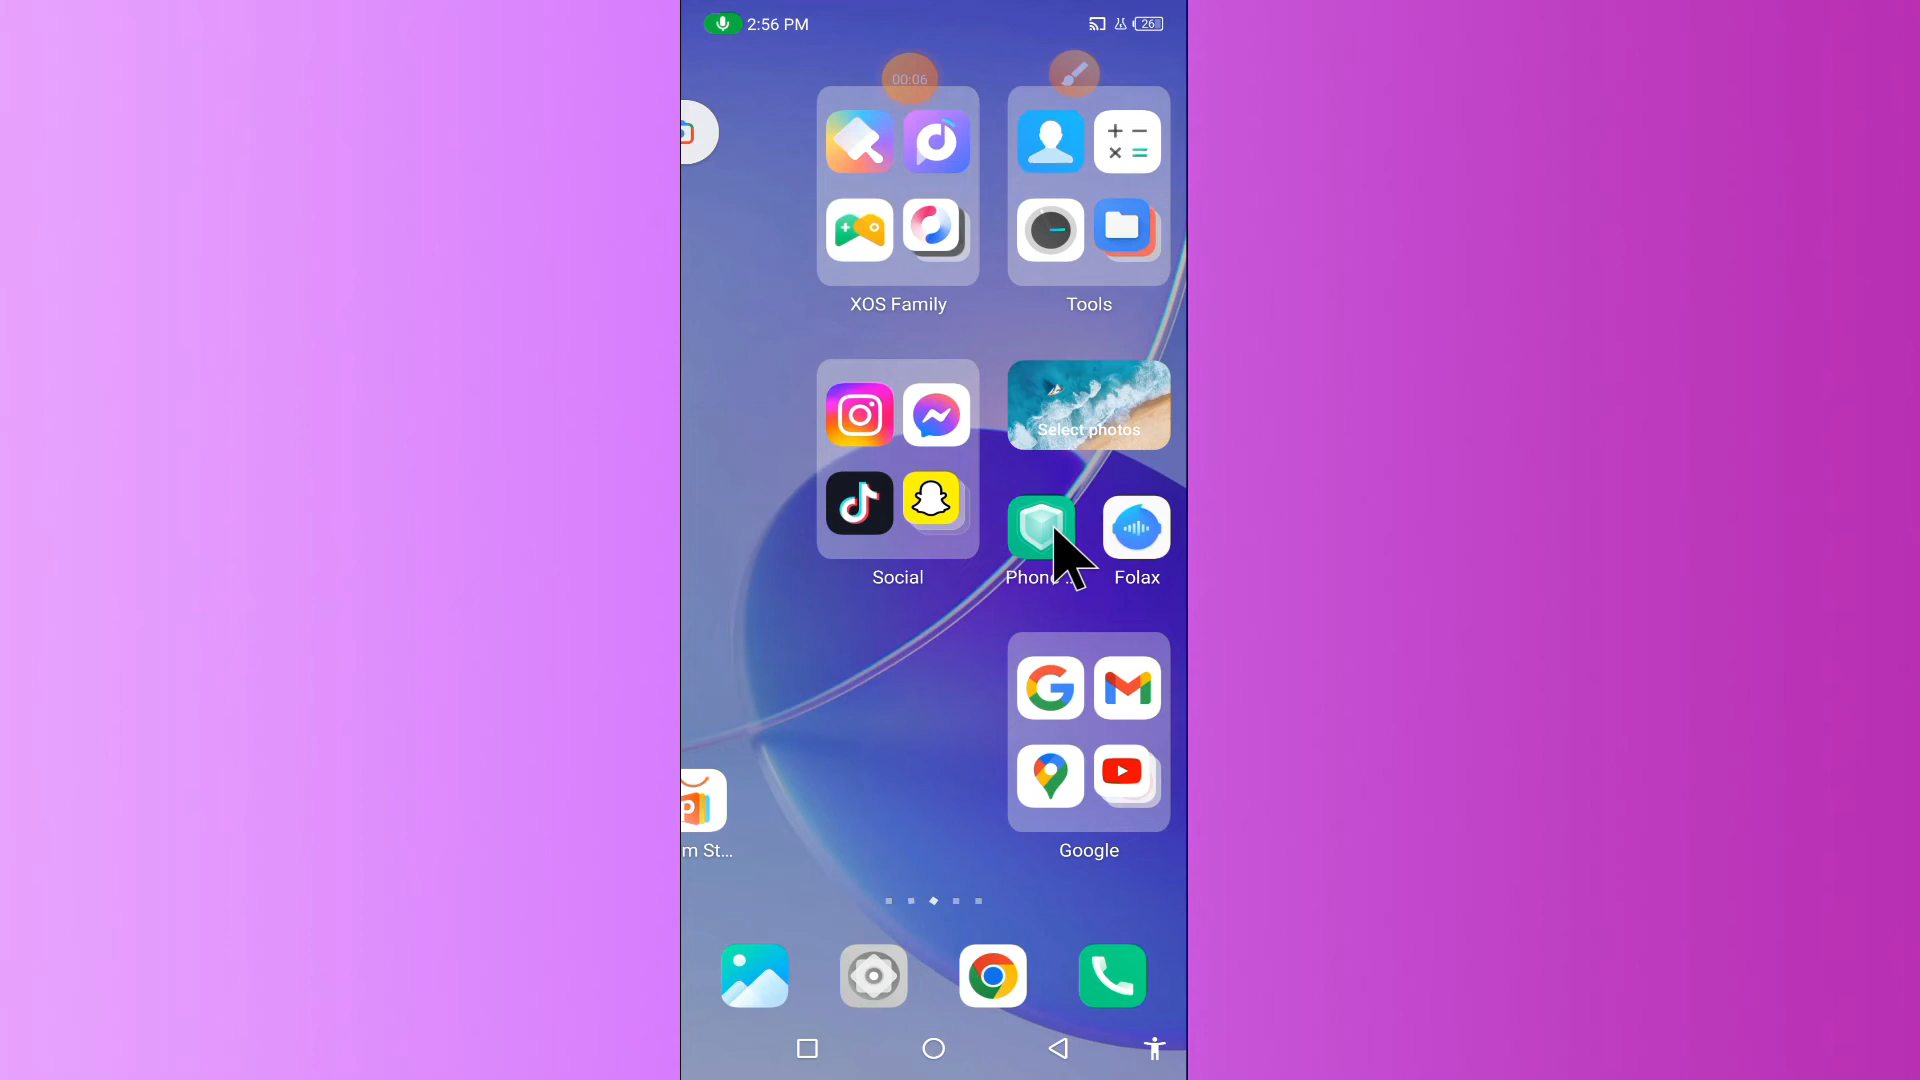 2:56 PM
26
00:06
XOS Family
Tools
Select photos
Social
Folax
m St...
Google